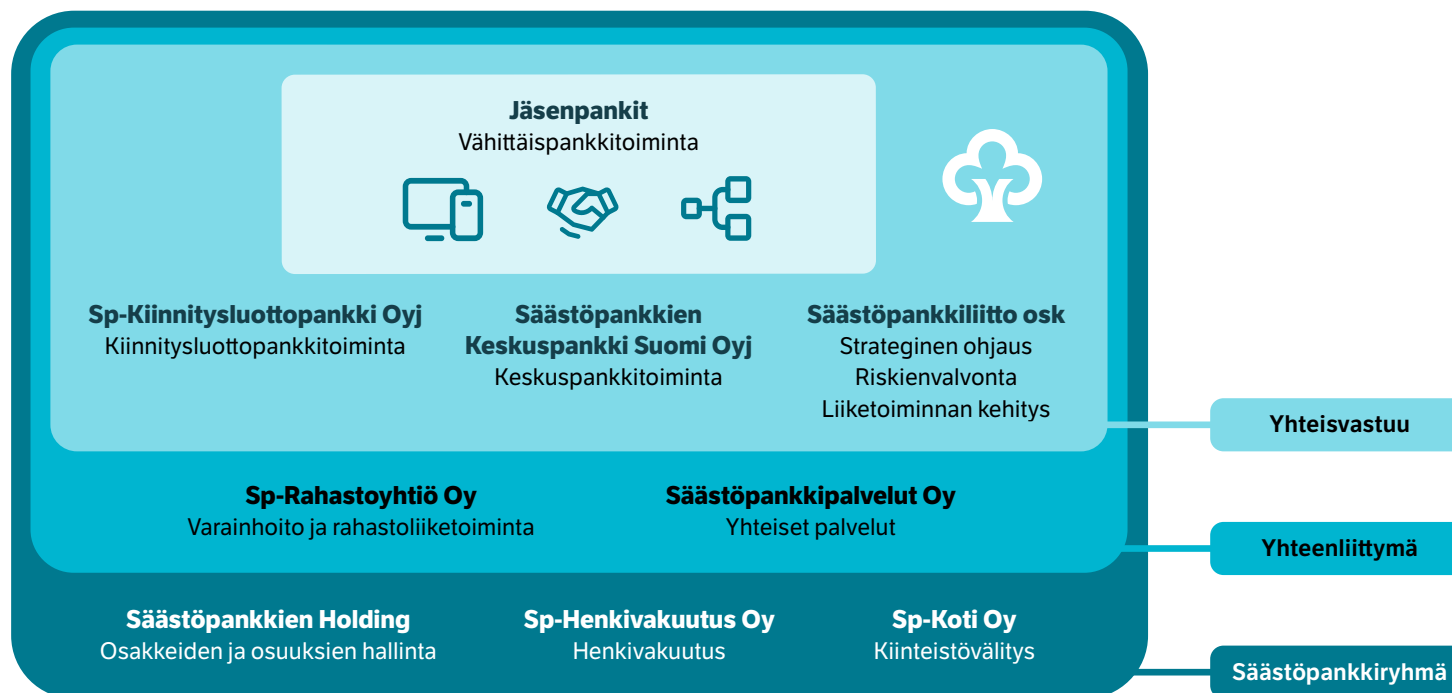 Jäsenpankit
Vähittäispankkitoiminta
Sp-Kiinnitysluottopankki Oyj
Kiinnitysluottopankkitoiminta
Säästöpankkien
Keskuspankki Suomi Oyj
Keskuspankkitoiminta
Säästöpankkiliitto osk
Strateginen ohjaus
Riskienvalvonta
Liiketoiminnan kehitys
Yhteisvastuu
Sp-Rahastoyhtiö Oy
Varainhoito ja rahastoliiketoiminta
Säästöpankkipalvelut Oy
Yhteiset palvelut
Yhteenliittymä
Säästöpankkien Holding
Osakkeiden ja osuuksien hallinta
Sp-Henkivakuutus Oy
Henkivakuutus
Sp-Koti Oy
Kiinteistövälitys
Säästöpankkiryhmä